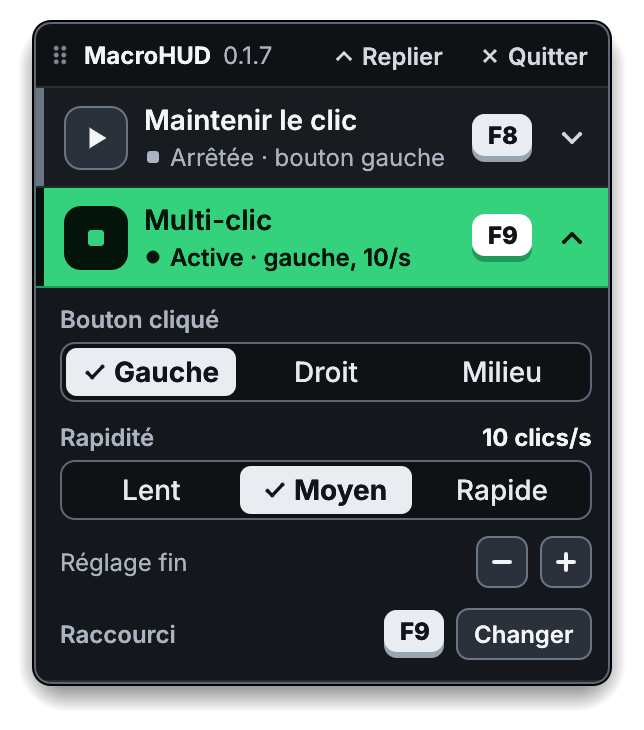 MacroHUD 0.1.7 Replier Quitter
Maintenir le clic F8
Arrêtée · bouton gauche
Multi-clic F9
Active · gauche, 10/s
Bouton cliqué
Gauche Droit Milieu
Rapidité 10 clics/s
Lent Moyen Rapide
Réglage fin − +
Raccourci F9 Changer